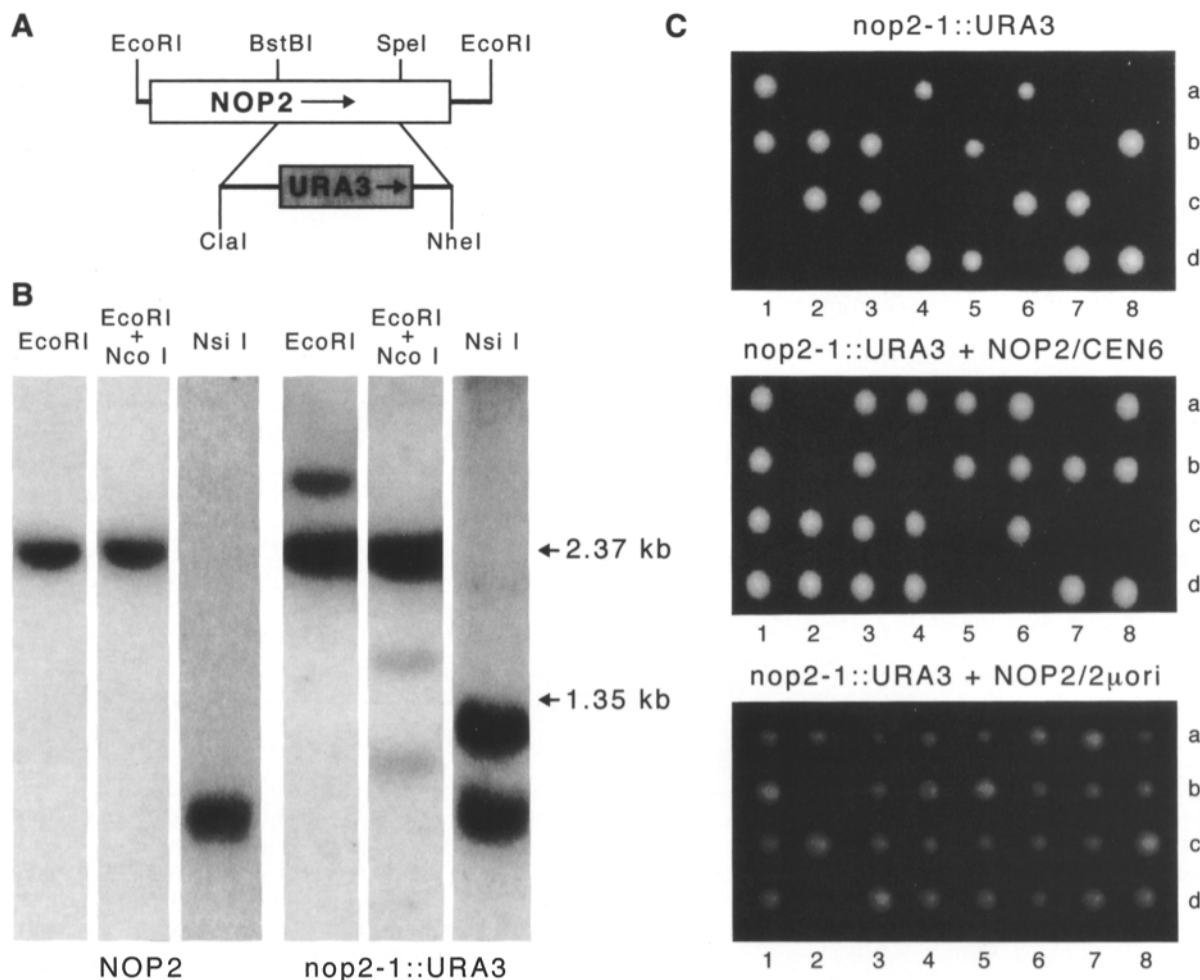 A
EcoRI BstBI SpeI EcoRI
NOP2
URA3
ClaI NheI
B
EcoRI
EcoRI
+
Nco I
Nsi I
EcoRI
EcoRI
+
Nco I
Nsi I
2.37 kb
1.35 kb
NOP2
nop2-1::URA3
C
nop2-1::URA3
a
b
c
d
1 2 3 4 5 6 7 8
nop2-1::URA3 + NOP2/CEN6
a
b
c
d
1 2 3 4 5 6 7 8
nop2-1::URA3 + NOP2/2μori
a
b
c
d
1 2 3 4 5 6 7 8